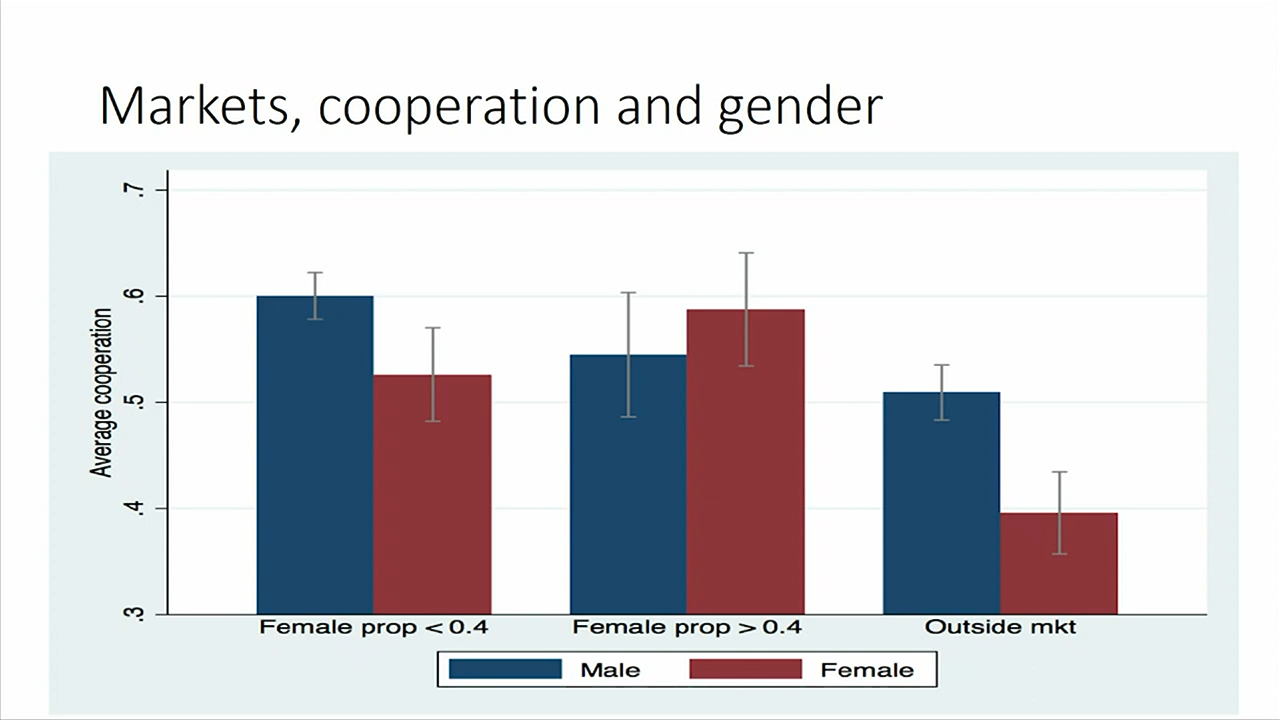 Markets, cooperation and gender
.7
.6
.5
.4
.3
Average cooperation
Female prop < 0.4
Female prop > 0.4
Outside mkt
Male
Female